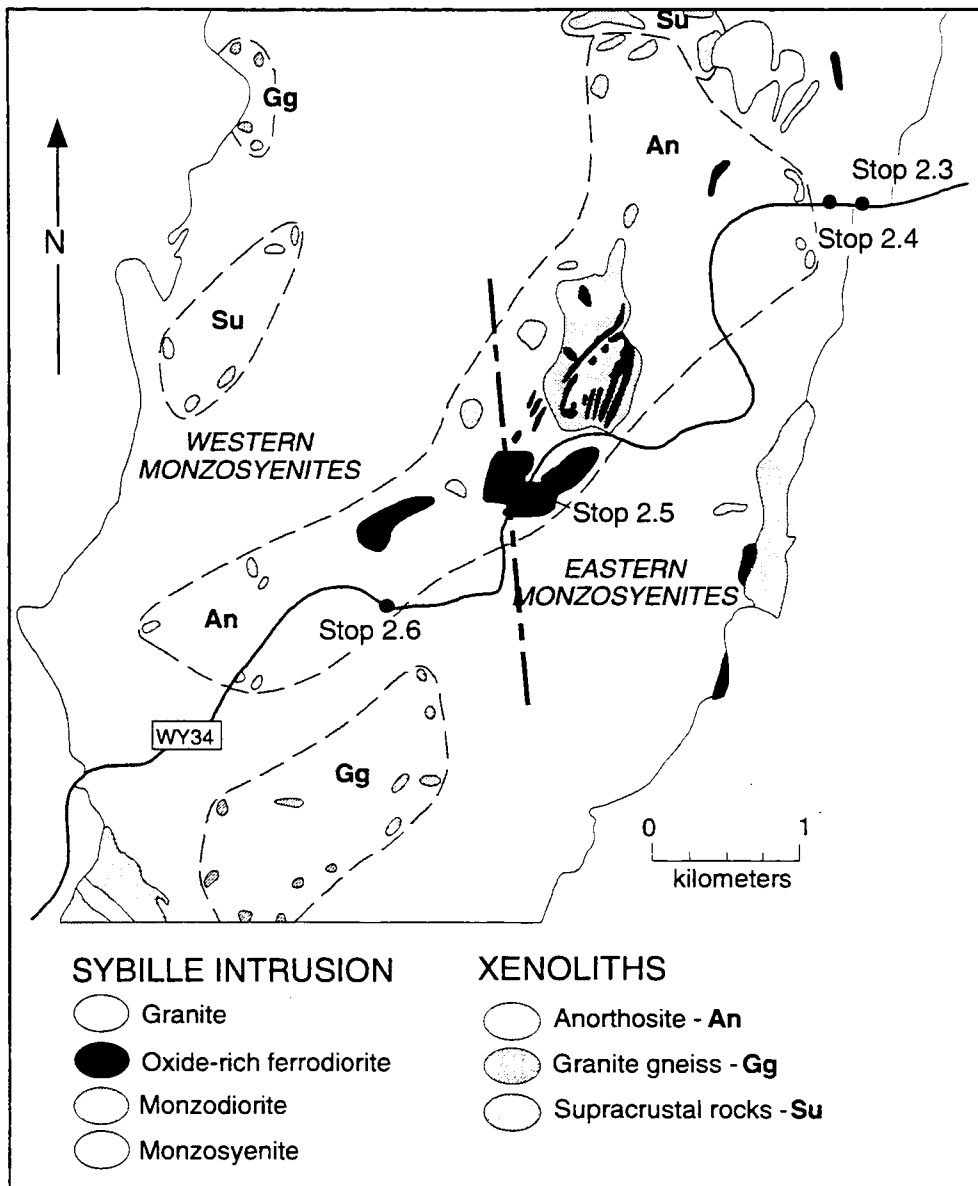 Su
Gg
An
Stop 2.3
N
Stop 2.4
Su
WESTERN
MONZOSYENITES
Stop 2.5
EASTERN
MONZOSYENITES
An
Stop 2.6
WY34
Gg
0 1
kilometers
SYBILLE INTRUSION
Granite
Oxide-rich ferrodiorite
Monzodiorite
Monzosyenite
XENOLITHS
Anorthosite - An
Granite gneiss - Gg
Supracrustal rocks - Su